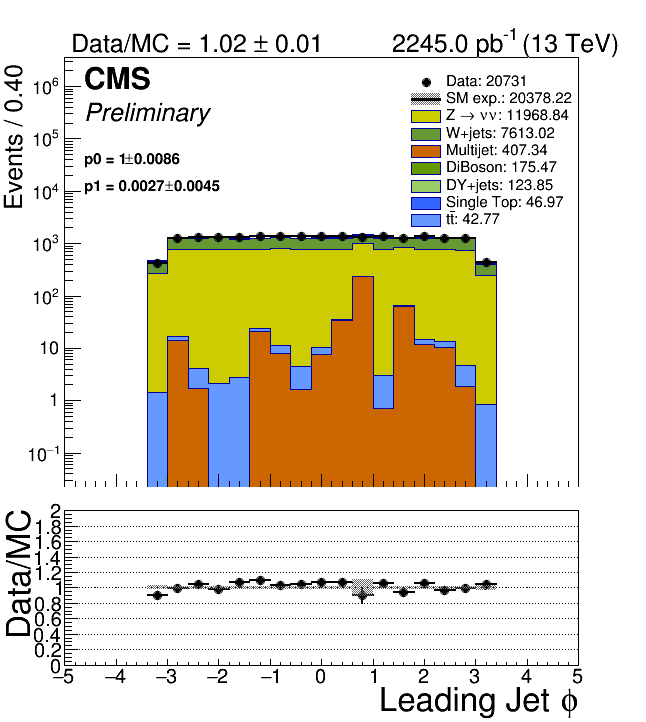 Data/MC = 1.02 ± 0.01
2245.0 pb⁻¹ (13 TeV)
CMS
Preliminary
p0 = 1±0.0086
p1 = 0.0027±0.0045
Data: 20731
SM exp.: 20378.22
Z → νν: 11968.84
W+jets: 7613.02
Multijet: 407.34
DiBoson: 175.47
DY+jets: 123.85
Single Top: 46.97
tt̄: 42.77
Events / 0.40
10⁶
10⁵
10⁴
10³
10²
10
1
10⁻¹
Data/MC
2
1.8
1.6
1.4
1.2
1
0.8
0.6
0.4
0.2
0
−5 −4 −3 −2 −1 0 1 2 3 4 5
Leading Jet ϕ